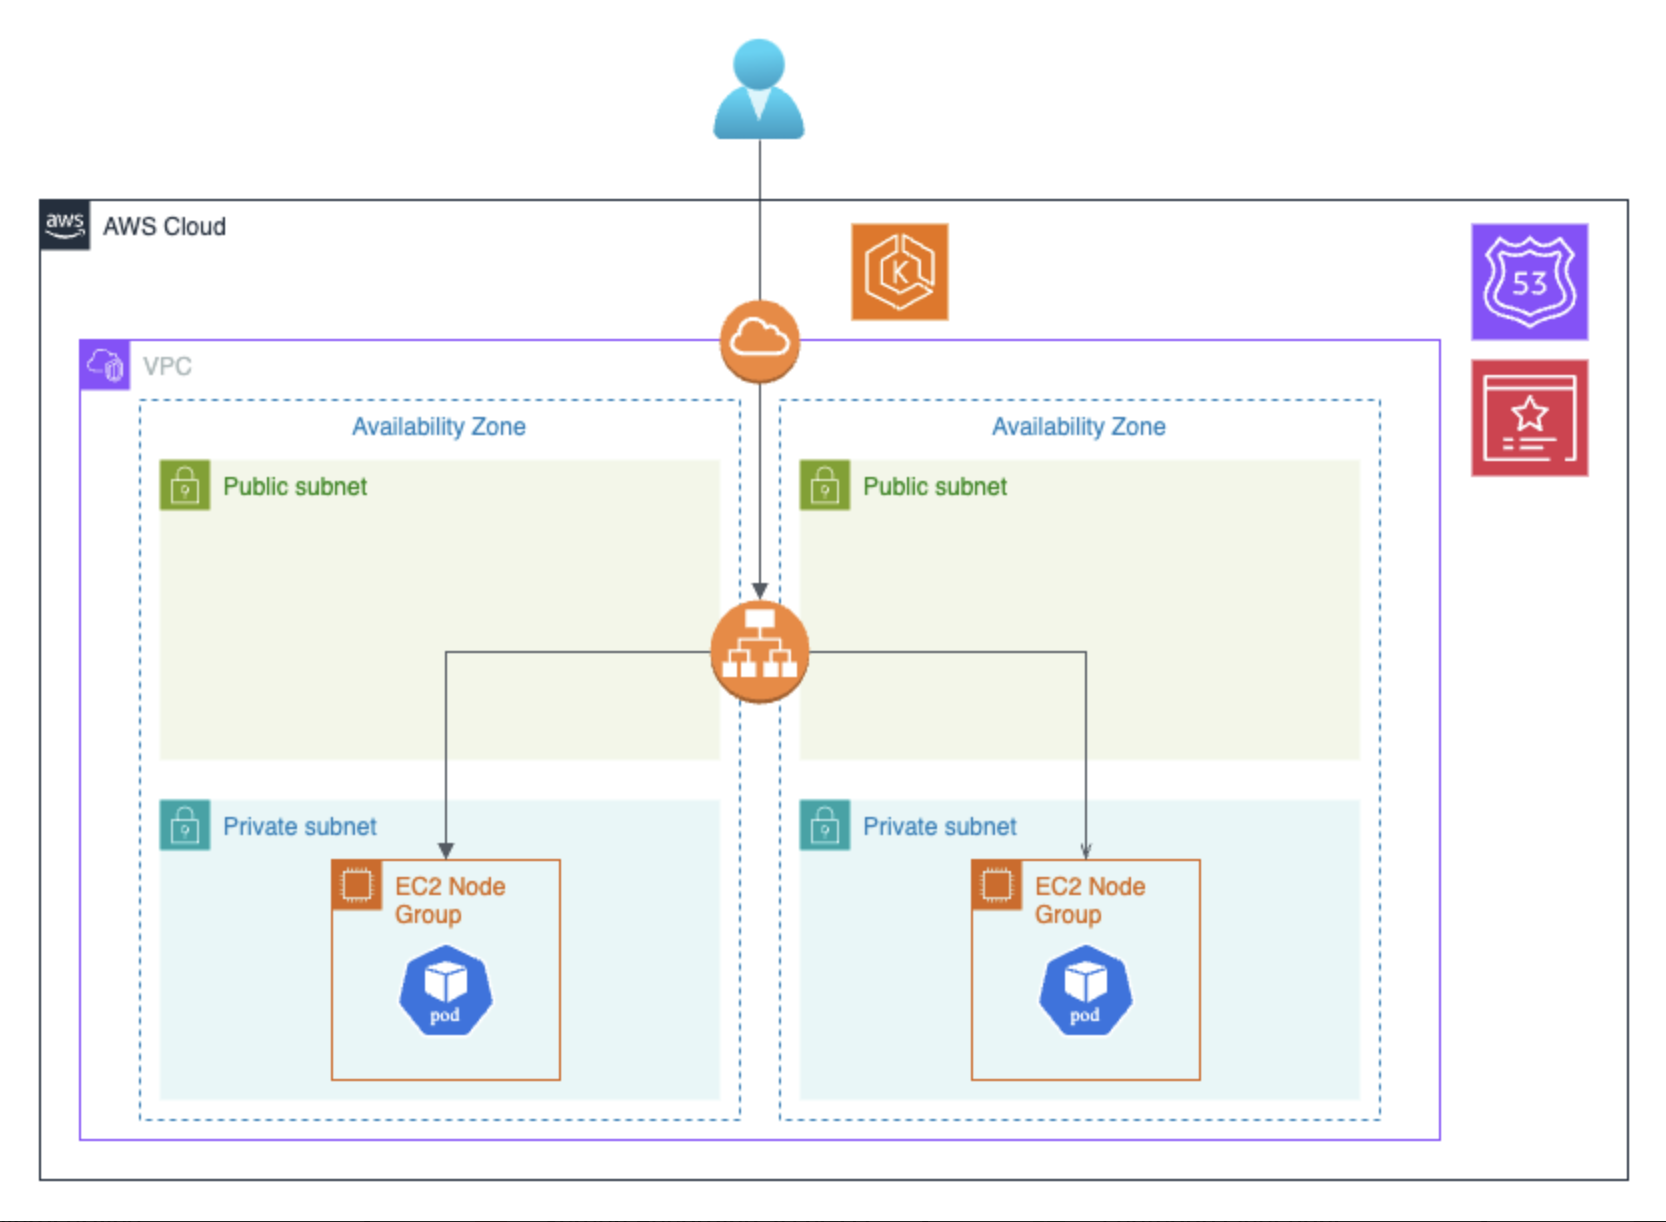 aws
AWS Cloud
K
53
VPC
Availability Zone
Availability Zone
Public subnet
Public subnet
Private subnet
Private subnet
EC2 Node
Group
EC2 Node
Group
pod
pod